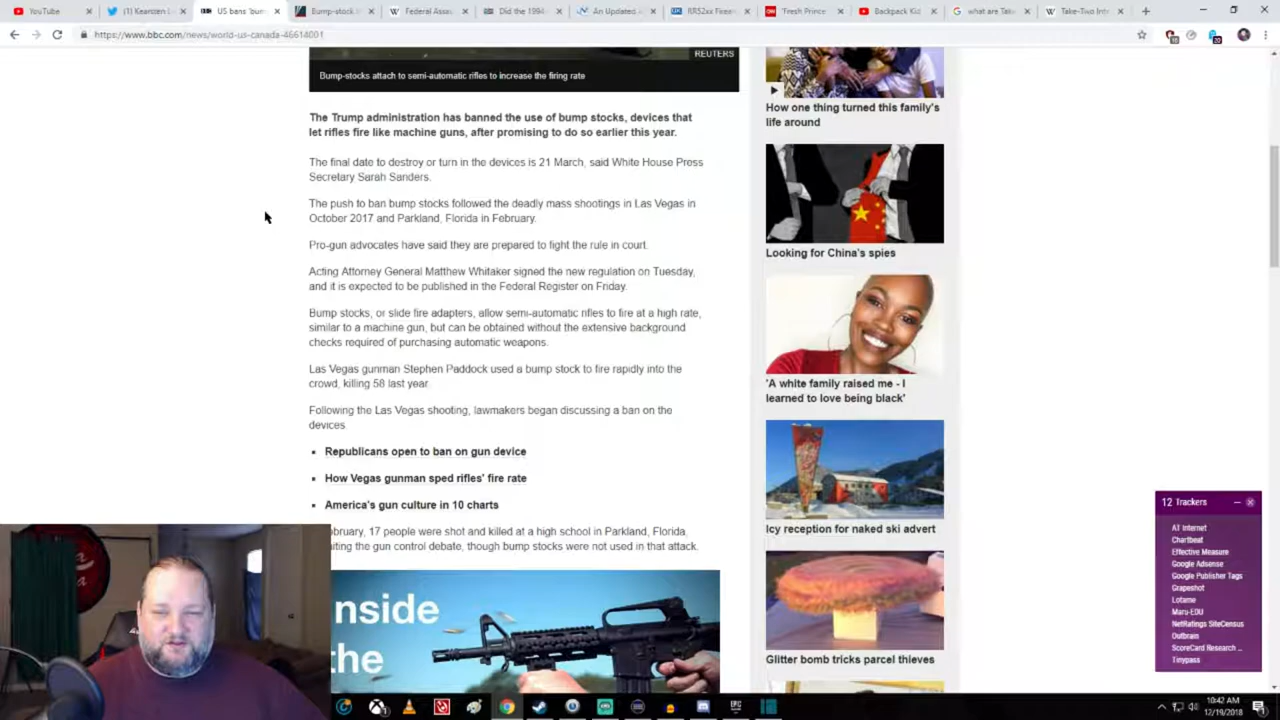 YouTube
(1) Kearizen L
US bans 'bum
Bump-stock
Federal Assau
Did the 1994
An Updated
RR52xx Firear
'Fresh Prince
Backpack Kid
what are Take
Take-Two Int
https://www.bbc.com/news/world-us-canada-46614001
REUTERS
Bump-stocks attach to semi-automatic rifles to increase the firing rate
The Trump administration has banned the use of bump stocks, devices that
let rifles fire like machine guns, after promising to do so earlier this year.
The final date to destroy or turn in the devices is 21 March, said White House Press
Secretary Sarah Sanders.
The push to ban bump stocks followed the deadly mass shootings in Las Vegas in
October 2017 and Parkland, Florida in February.
Pro-gun advocates have said they are prepared to fight the rule in court.
Acting Attorney General Matthew Whitaker signed the new regulation on Tuesday,
and it is expected to be published in the Federal Register on Friday.
Bump stocks, or slide fire adapters, allow semi-automatic rifles to fire at a high rate,
similar to a machine gun, but can be obtained without the extensive background
checks required of purchasing automatic weapons.
Las Vegas gunman Stephen Paddock used a bump stock to fire rapidly into the
crowd, killing 58 last year.
Following the Las Vegas shooting, lawmakers began discussing a ban on the
devices.
Republicans open to ban on gun device
How Vegas gunman sped rifles' fire rate
America's gun culture in 10 charts
bruary, 17 people were shot and killed at a high school in Parkland, Florida,
iting the gun control debate, though bump stocks were not used in that attack.
nside
the
How one thing turned this family's
life around
Looking for China's spies
'A white family raised me - I
learned to love being black'
Icy reception for naked ski advert
Glitter bomb tricks parcel thieves
12 Trackers
AT Internet
Chartbeat
Effective Measure
Google Adsense
Google Publisher Tags
Grapeshot
Lotame
Maru-EDU
NetRatings SiteCensus
Outbrain
ScoreCard Research ...
Tinypass
10:42 AM
12/19/2018